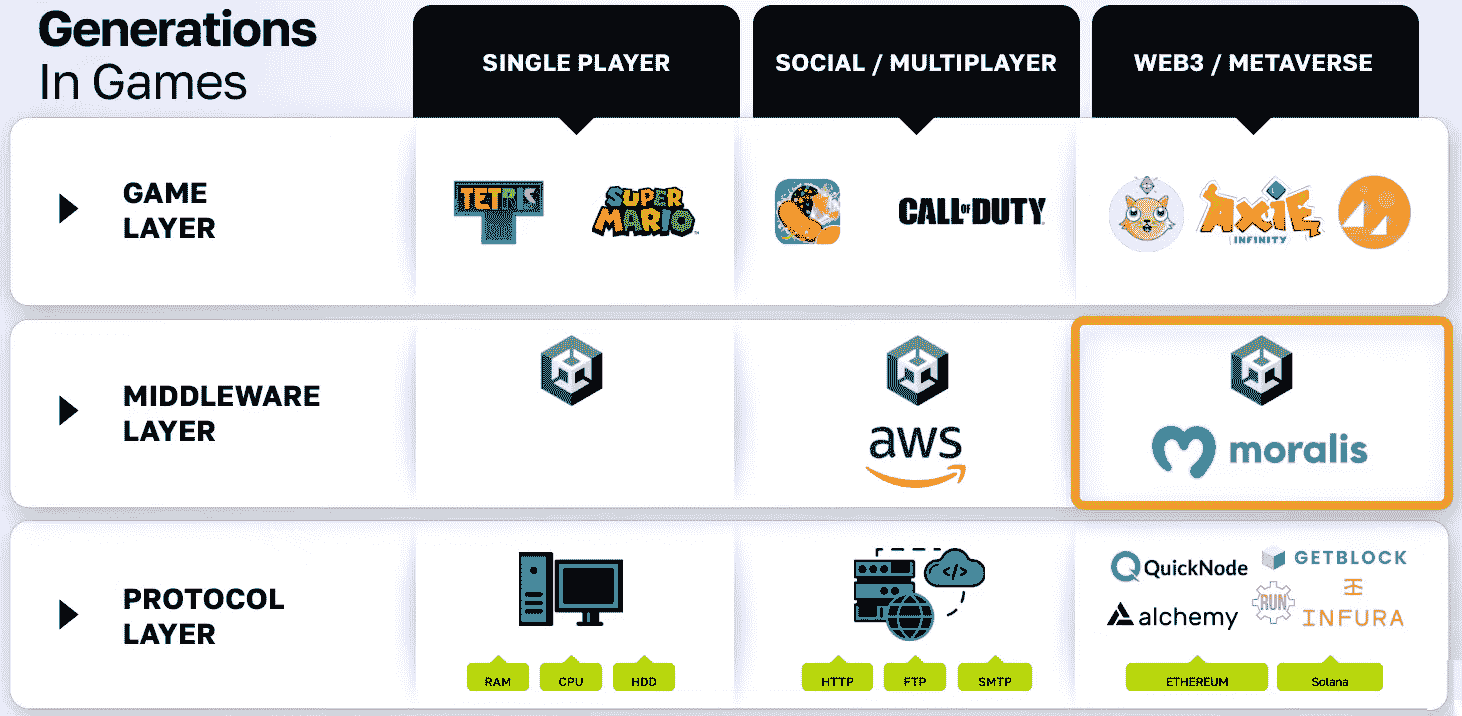 Generations
In Games
SINGLE PLAYER
SOCIAL / MULTIPLAYER
WEB3 / METAVERSE
GAME
LAYER
TETRIS
SUPER
MARIO
TM
CALL OF DUTY
AXIE
INFINITY
MIDDLEWARE
LAYER
aws
moralis
PROTOCOL
LAYER
QuickNode
GETBLOCK
alchemy
RUN
INFURA
RAM
CPU
HDD
HTTP
FTP
SMTP
ETHEREUM
Solana